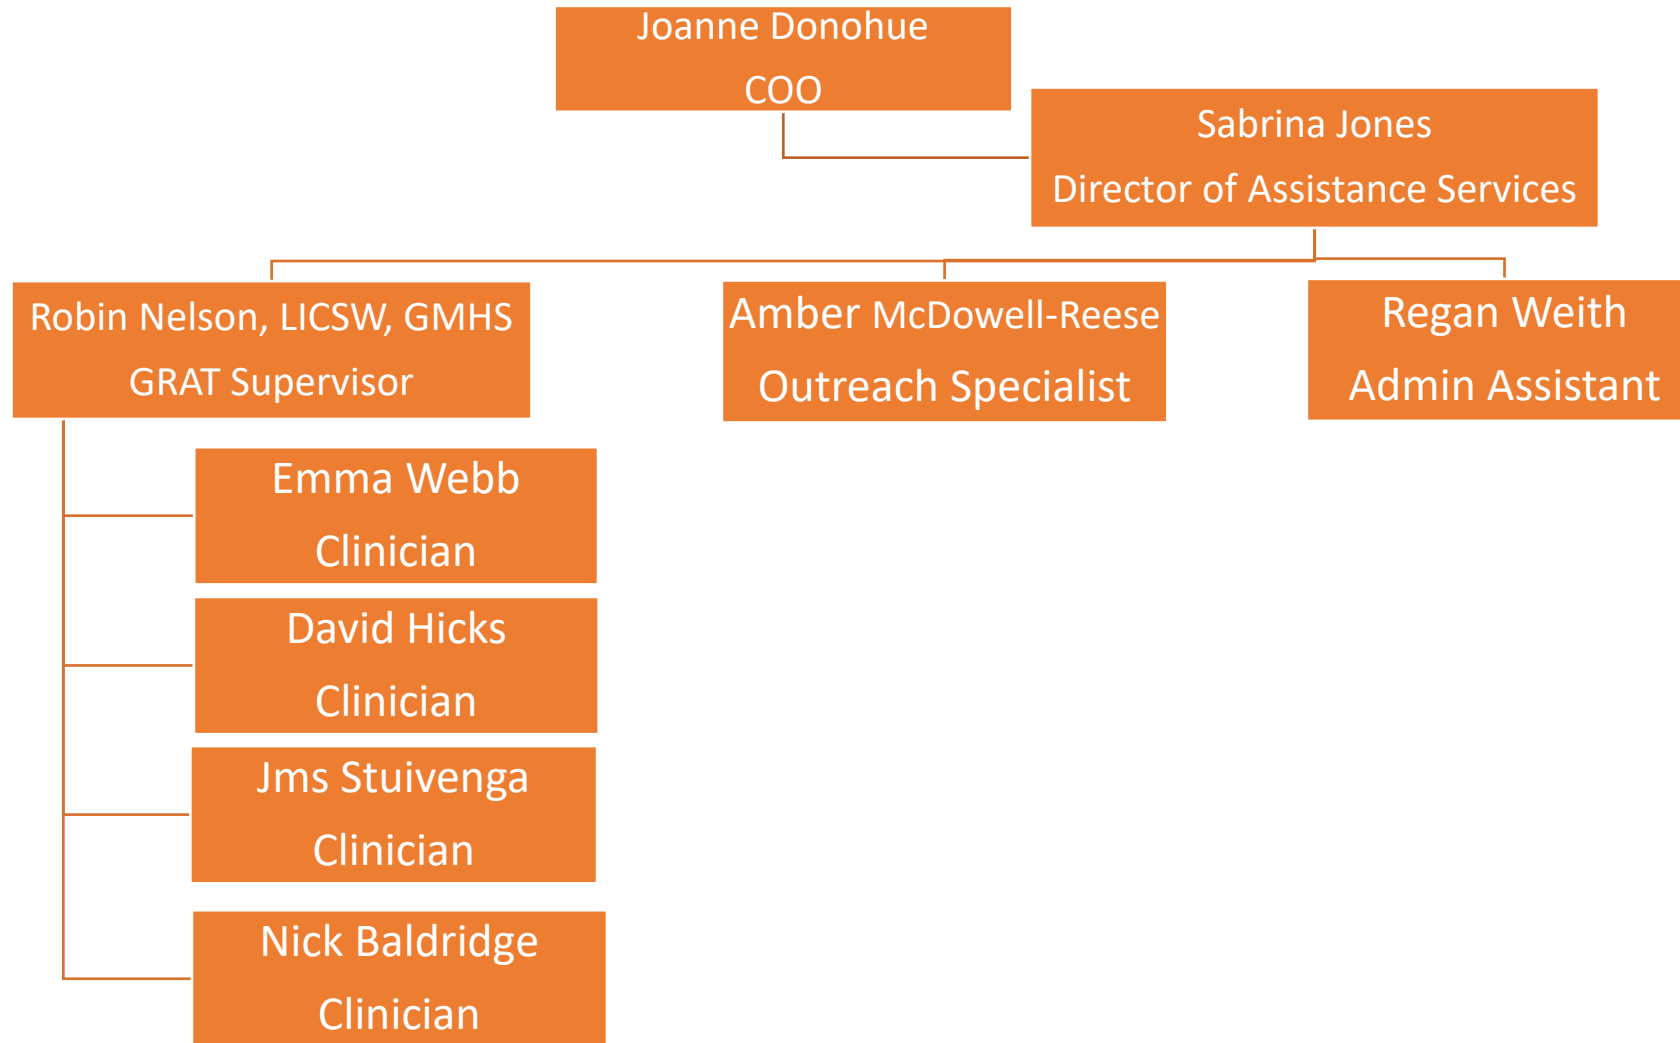 Joanne Donohue
COO
Sabrina Jones
Director of Assistance Services
Robin Nelson, LICSW, GMHS
GRAT Supervisor
Amber McDowell-Reese
Outreach Specialist
Regan Weith
Admin Assistant
Emma Webb
Clinician
David Hicks
Clinician
Jms Stuivenga
Clinician
Nick Baldridge
Clinician